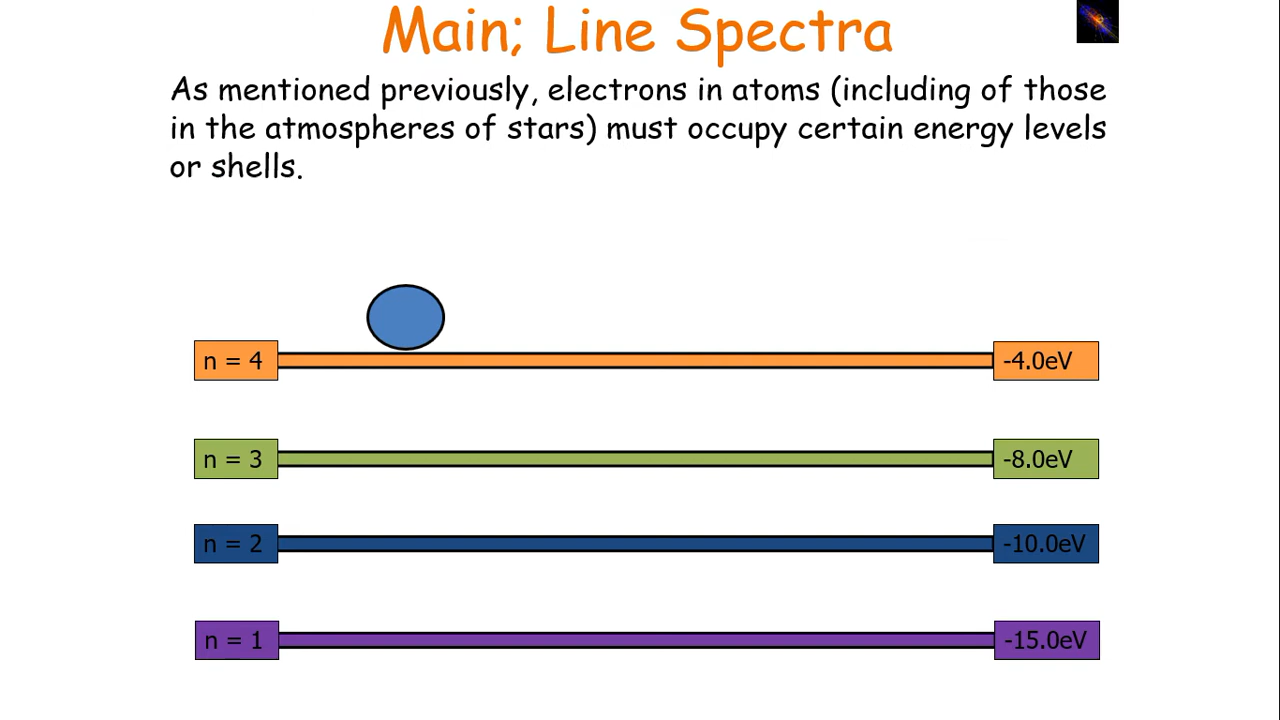 Main; Line Spectra
As mentioned previously, electrons in atoms (including of those
in the atmospheres of stars) must occupy certain energy levels
or shells.
n = 4 -4.0eV
n = 3 -8.0eV
n = 2 -10.0eV
n = 1 -15.0eV